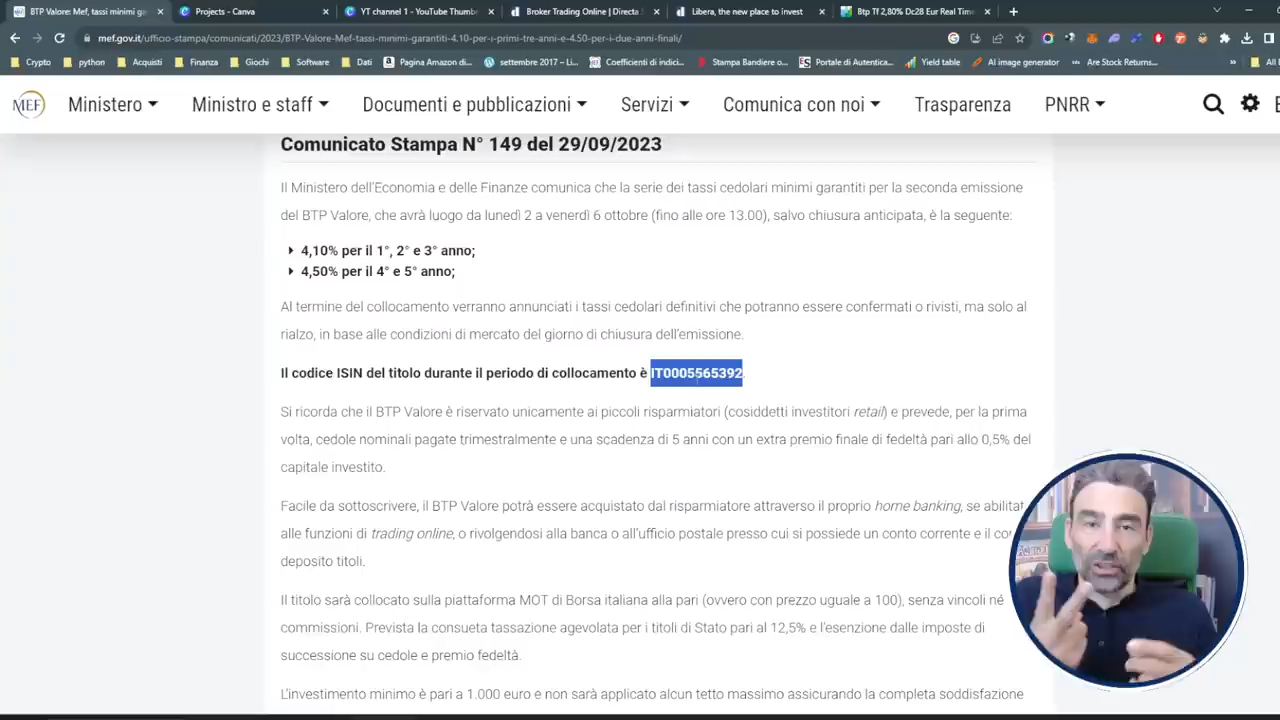 BTP Valore Mef, tassi minimi ga
Projects - Canva
YT channel 1 - YouTube Thumbn
Broker Trading Online | Directa
Libera, the new place to invest
Btp Tf 2,80% Dc28 Eur Real Time
mef.gov.it/ufficio-stampa/comunicati/2023/BTP-Valore-Mef-tassi-minimi-garantiti-4.10-per-i-primi-tre-anni-e-4.50-per-i-due-anni-finali/
Crypto
python
Acquisti
Finanza
Giochi
Software
Dati
Pagina Amazon di...
settembre 2017 – Li...
Coefficienti di indici...
Stampa Bandiere o...
Portale di Autentica...
Yield table
AI image generator
Are Stock Returns...
MEF Ministero Ministro e staff Documenti e pubblicazioni Servizi Comunica con noi Trasparenza PNRR
Comunicato Stampa N° 149 del 29/09/2023
Il Ministero dell'Economia e delle Finanze comunica che la serie dei tassi cedolari minimi garantiti per la seconda emissione
del BTP Valore, che avrà luogo da lunedì 2 a venerdì 6 ottobre (fino alle ore 13.00), salvo chiusura anticipata, è la seguente:
4,10% per il 1°, 2° e 3° anno;
4,50% per il 4° e 5° anno;
Al termine del collocamento verranno annunciati i tassi cedolari definitivi che potranno essere confermati o rivisti, ma solo al
rialzo, in base alle condizioni di mercato del giorno di chiusura dell'emissione.
Il codice ISIN del titolo durante il periodo di collocamento è IT0005565392.
Si ricorda che il BTP Valore è riservato unicamente ai piccoli risparmiatori (cosiddetti investitori retail) e prevede, per la prima
volta, cedole nominali pagate trimestralmente e una scadenza di 5 anni con un extra premio finale di fedeltà pari allo 0,5% del
capitale investito.
Facile da sottoscrivere, il BTP Valore potrà essere acquistato dal risparmiatore attraverso il proprio home banking, se abilitat
alle funzioni di trading online, o rivolgendosi alla banca o all'ufficio postale presso cui si possiede un conto corrente e il co
deposito titoli.
Il titolo sarà collocato sulla piattaforma MOT di Borsa italiana alla pari (ovvero con prezzo uguale a 100), senza vincoli né
commissioni. Prevista la consueta tassazione agevolata per i titoli di Stato pari al 12,5% e l'esenzione dalle imposte di
successione su cedole e premio fedeltà.
L'investimento minimo è pari a 1.000 euro e non sarà applicato alcun tetto massimo assicurando la completa soddisfazione